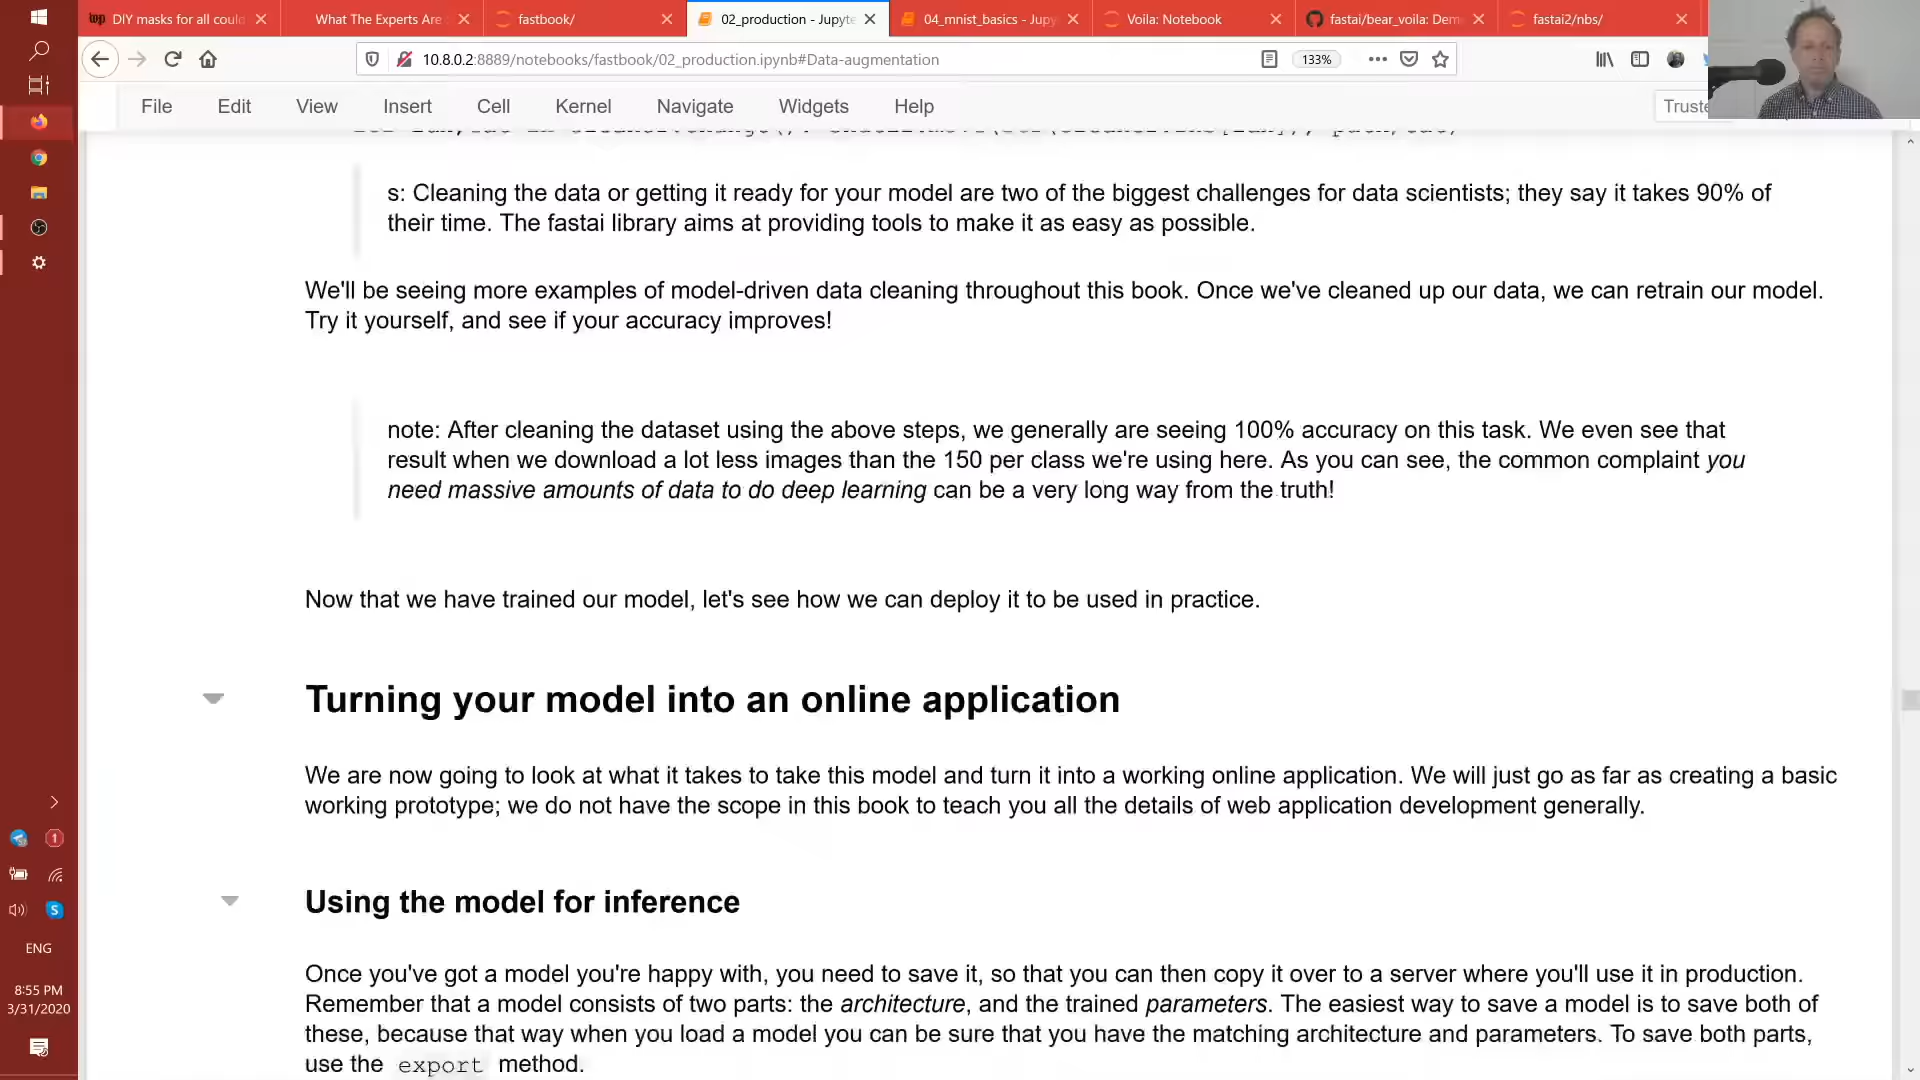 DIY masks for all could
What The Experts Are
fastbook/
02_production - Jupyte
04_mnist_basics - Jupy
Voila: Notebook
fastai/bear_voila: Dem
fastai2/nbs/
10.8.0.2:8889/notebooks/fastbook/02_production.ipynb#Data-augmentation
133%
File Edit View Insert Cell Kernel Navigate Widgets Help
Truste
s: Cleaning the data or getting it ready for your model are two of the biggest challenges for data scientists; they say it takes 90% of
their time. The fastai library aims at providing tools to make it as easy as possible.
We'll be seeing more examples of model-driven data cleaning throughout this book. Once we've cleaned up our data, we can retrain our model.
Try it yourself, and see if your accuracy improves!
note: After cleaning the dataset using the above steps, we generally are seeing 100% accuracy on this task. We even see that
result when we download a lot less images than the 150 per class we're using here. As you can see, the common complaint you
need massive amounts of data to do deep learning can be a very long way from the truth!
Now that we have trained our model, let's see how we can deploy it to be used in practice.
Turning your model into an online application
We are now going to look at what it takes to take this model and turn it into a working online application. We will just go as far as creating a basic
working prototype; we do not have the scope in this book to teach you all the details of web application development generally.
Using the model for inference
Once you've got a model you're happy with, you need to save it, so that you can then copy it over to a server where you'll use it in production.
Remember that a model consists of two parts: the architecture, and the trained parameters. The easiest way to save a model is to save both of
these, because that way when you load a model you can be sure that you have the matching architecture and parameters. To save both parts,
use the export method.
1
S
ENG
8:55 PM
3/31/2020